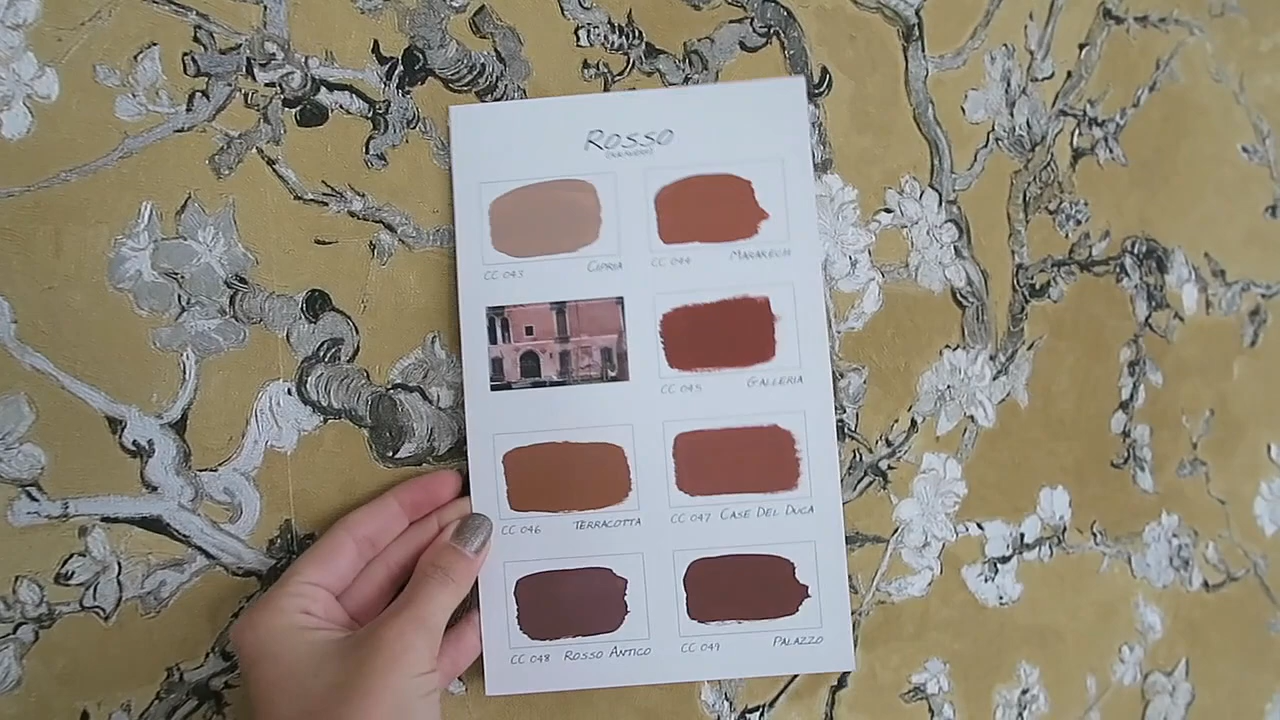 ROSSO
CC 043 CIPRIA
CC 044 MARAKECH
CC 045 GALLERIA
CC 046 TERRACOTTA
CC 047 CASE DEL DUCA
CC 048 ROSSO ANTICO
CC 049 PALAZZO